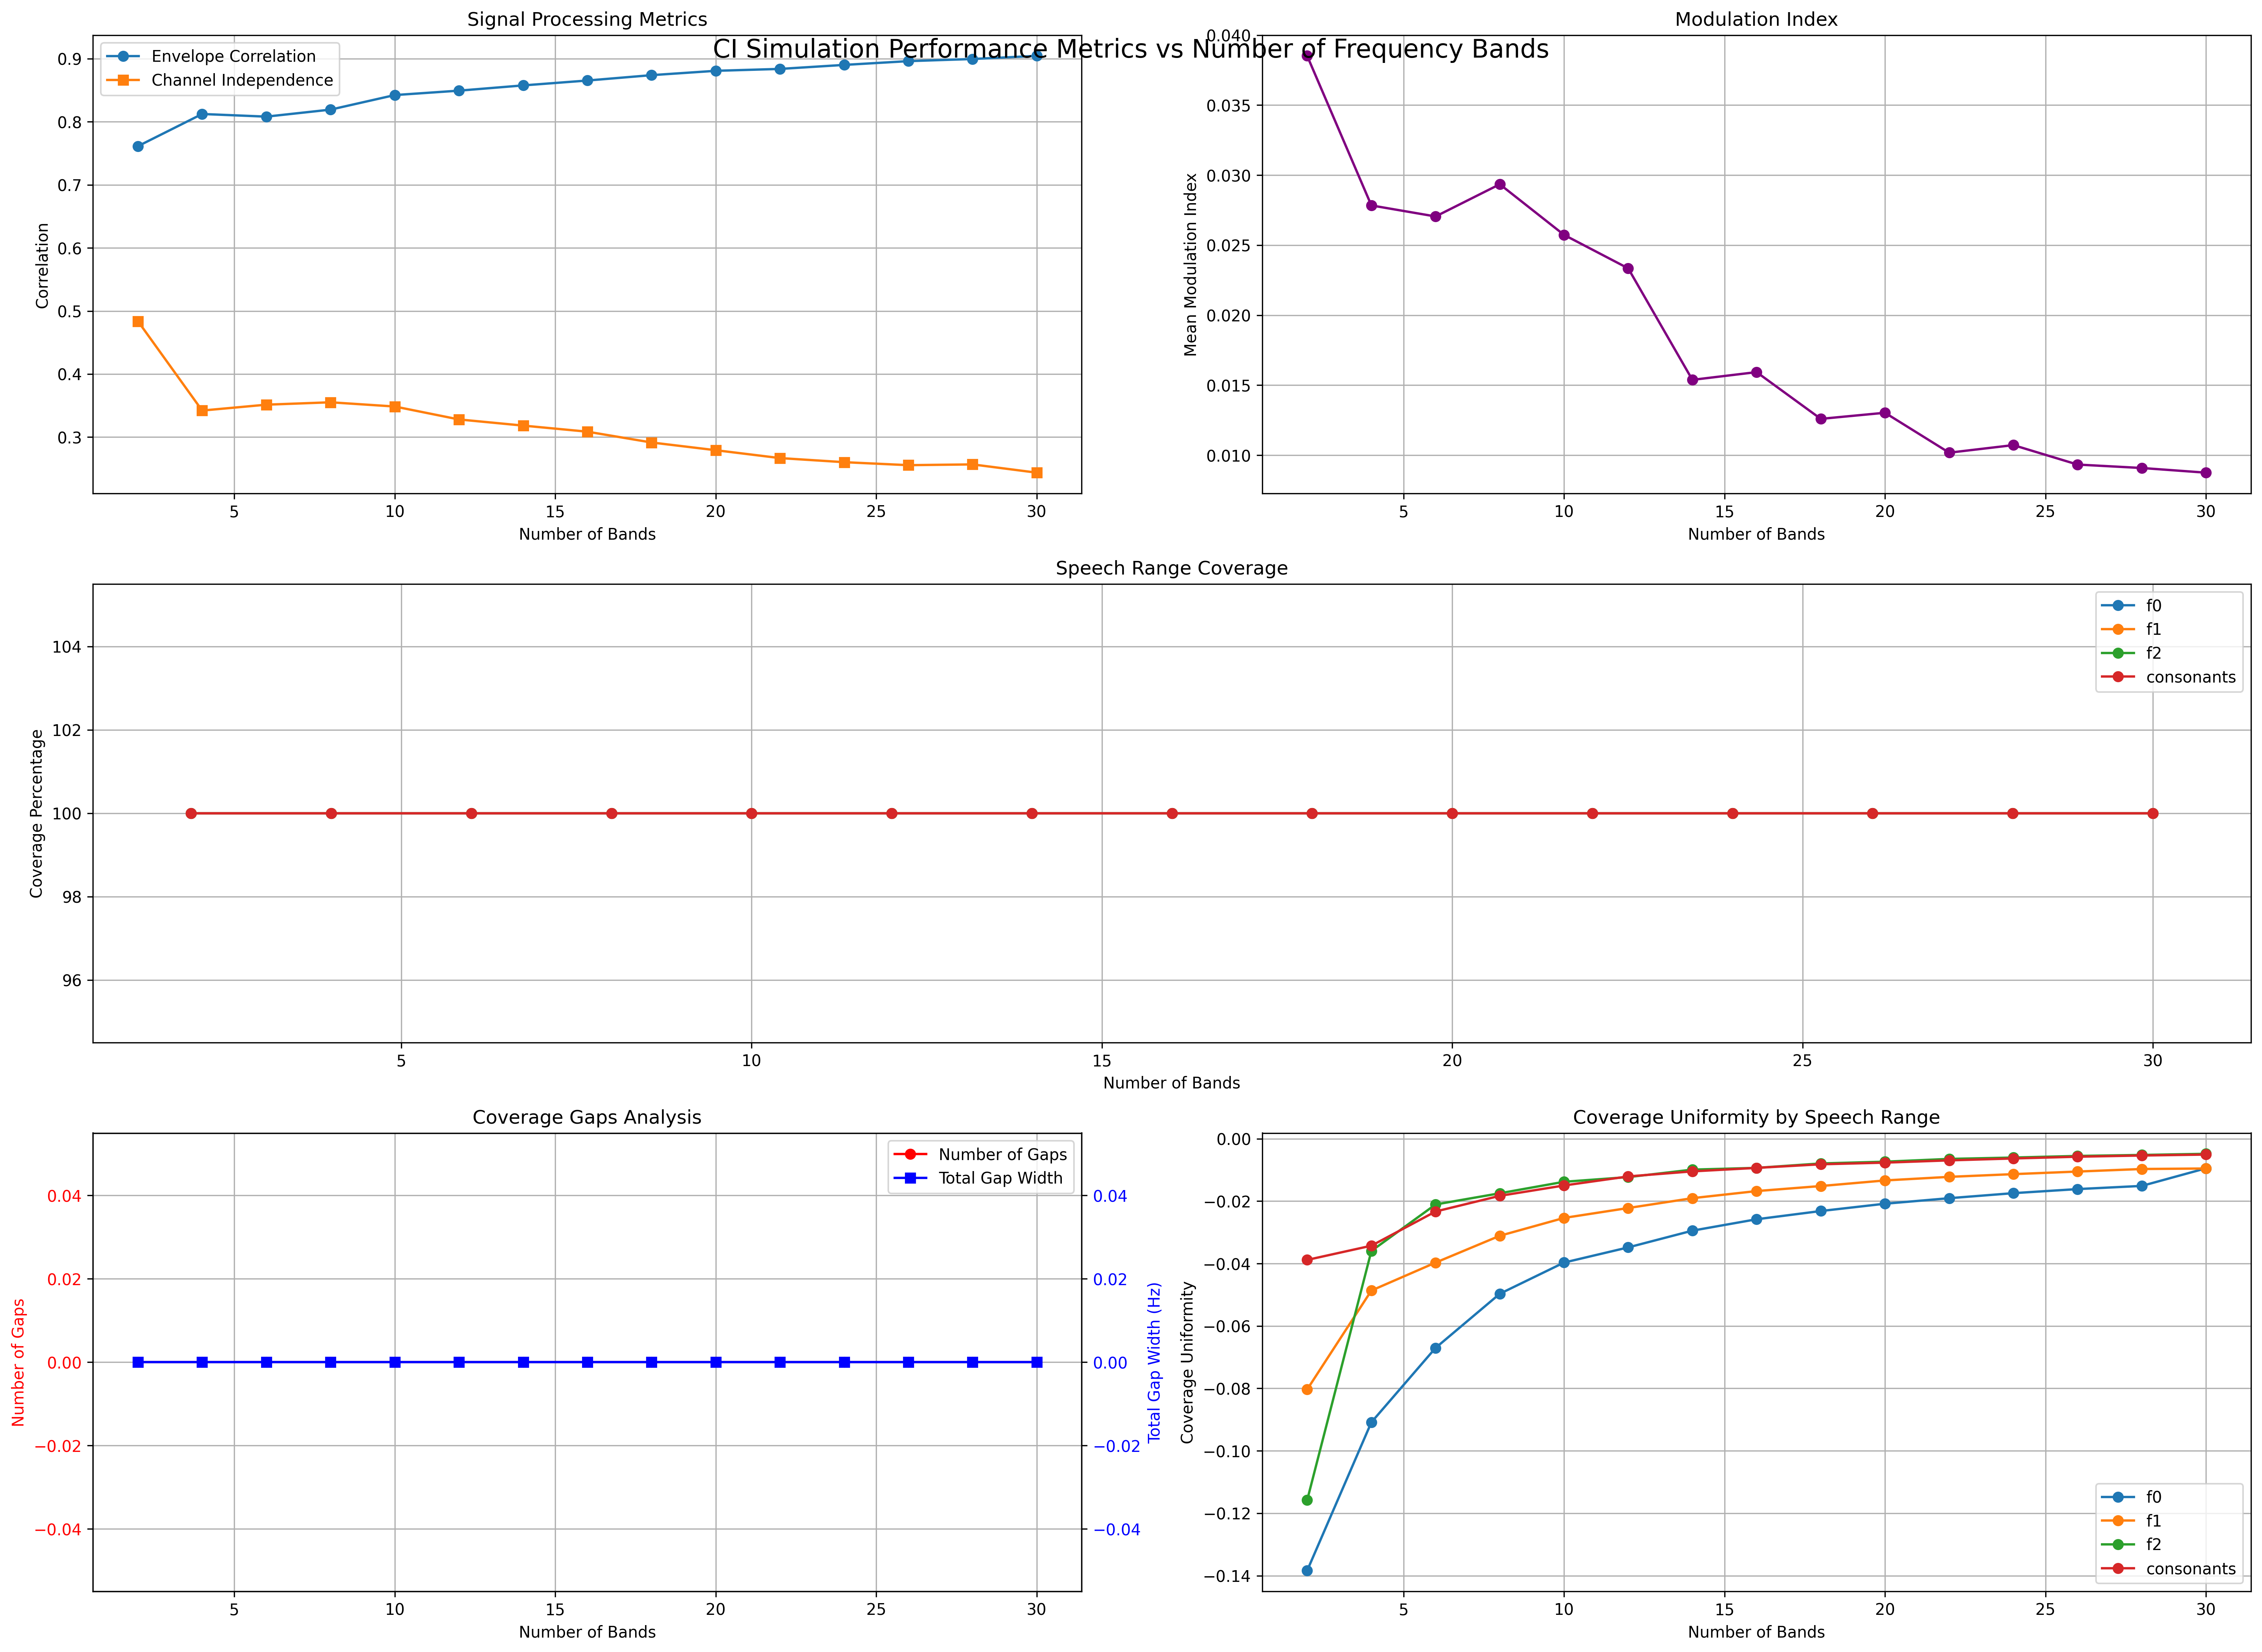 CI Simulation Performance Metrics vs Number of Frequency Bands
Signal Processing Metrics
Envelope Correlation
Channel Independence
Correlation
0.9
0.8
0.7
0.6
0.5
0.4
0.3
5 10 15 20 25 30
Number of Bands
Modulation Index
Mean Modulation Index
0.040
0.035
0.030
0.025
0.020
0.015
0.010
5 10 15 20 25 30
Number of Bands
Speech Range Coverage
f0
f1
f2
consonants
Coverage Percentage
104
102
100
98
96
5 10 15 20 25 30
Number of Bands
Coverage Gaps Analysis
Number of Gaps
Total Gap Width
Number of Gaps
0.04
0.02
0.00
−0.02
−0.04
Total Gap Width (Hz)
0.04
0.02
0.00
−0.02
−0.04
5 10 15 20 25 30
Number of Bands
Coverage Uniformity by Speech Range
Coverage Uniformity
0.00
−0.02
−0.04
−0.06
−0.08
−0.10
−0.12
−0.14
f0
f1
f2
consonants
5 10 15 20 25 30
Number of Bands